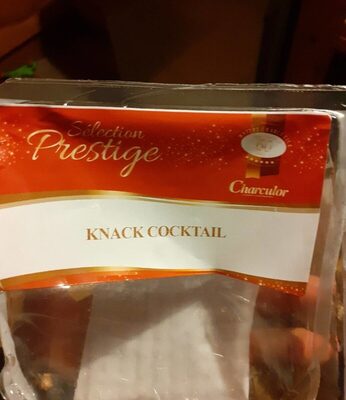 Sélection
Prestige
Charculor
KNACK COCKTAIL